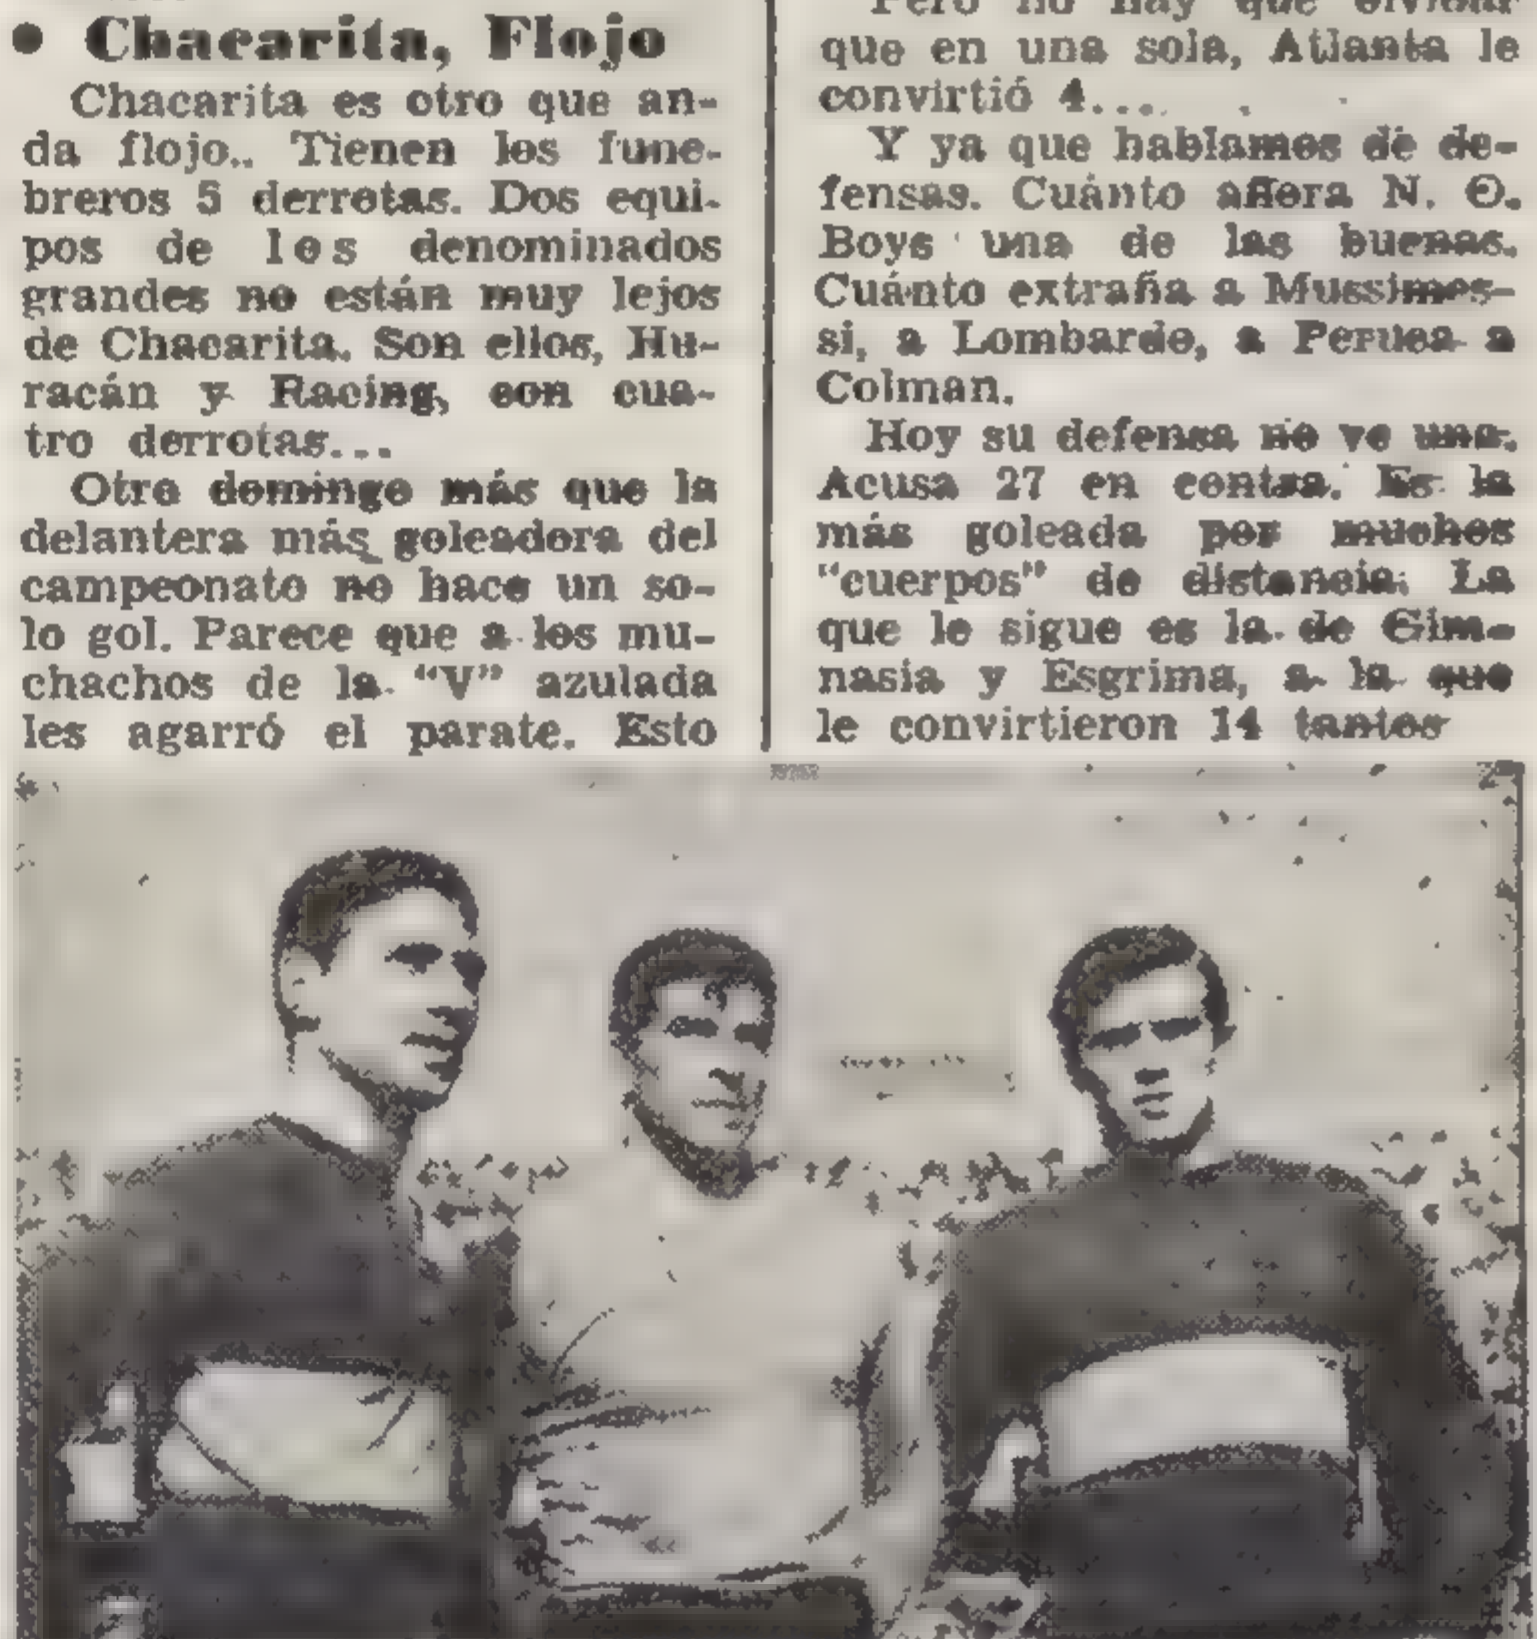 • Chacarita, Flojo
Chacarita es otro que an-
da flojo.. Tienen los fune-
breros 5 derrotas. Dos equi-
pos de los denominados
grandes no están muy lejos
de Chacarita. Son ellos, Hu-
racán y Racing, con cua-
tro derrotas...
Otro domingo más que la
delantera más goleadora del
campeonato no hace un so-
lo gol. Parece que a los mu-
chachos de la "V" azulada
les agarró el parate. Esto
Pero no hay que olvidar
que en una sola, Atlanta le
convirtió 4...
Y ya que hablamos de de-
fensas. Cuánto añora N. O.
Boys una de las buenas.
Cuánto extraña a Mussimes-
si, a Lombardo, a Perucca a
Colman.
Hoy su defensa no ve una.
Acusa 27 en contra. Es la
más goleada por muchos
"cuerpos" de distancia. La
que le sigue es la de Gim-
nasia y Esgrima, a la que
le convirtieron 14 tantos